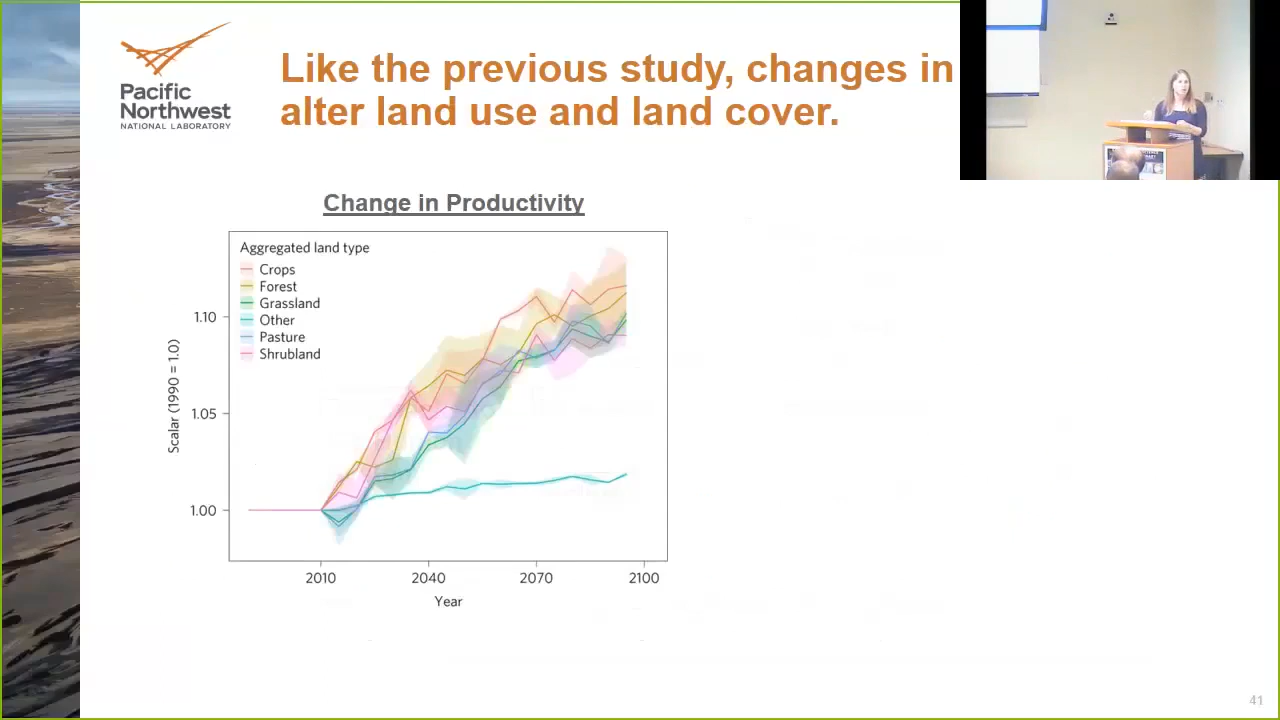 Pacific
Northwest
NATIONAL LABORATORY
Like the previous study, changes in
alter land use and land cover.
Change in Productivity
Aggregated land type
Crops
Forest
Grassland
Other
Pasture
Shrubland
Scalar (1990 = 1.0)
1.10
1.05
1.00
2010 2040 2070 2100
Year
41